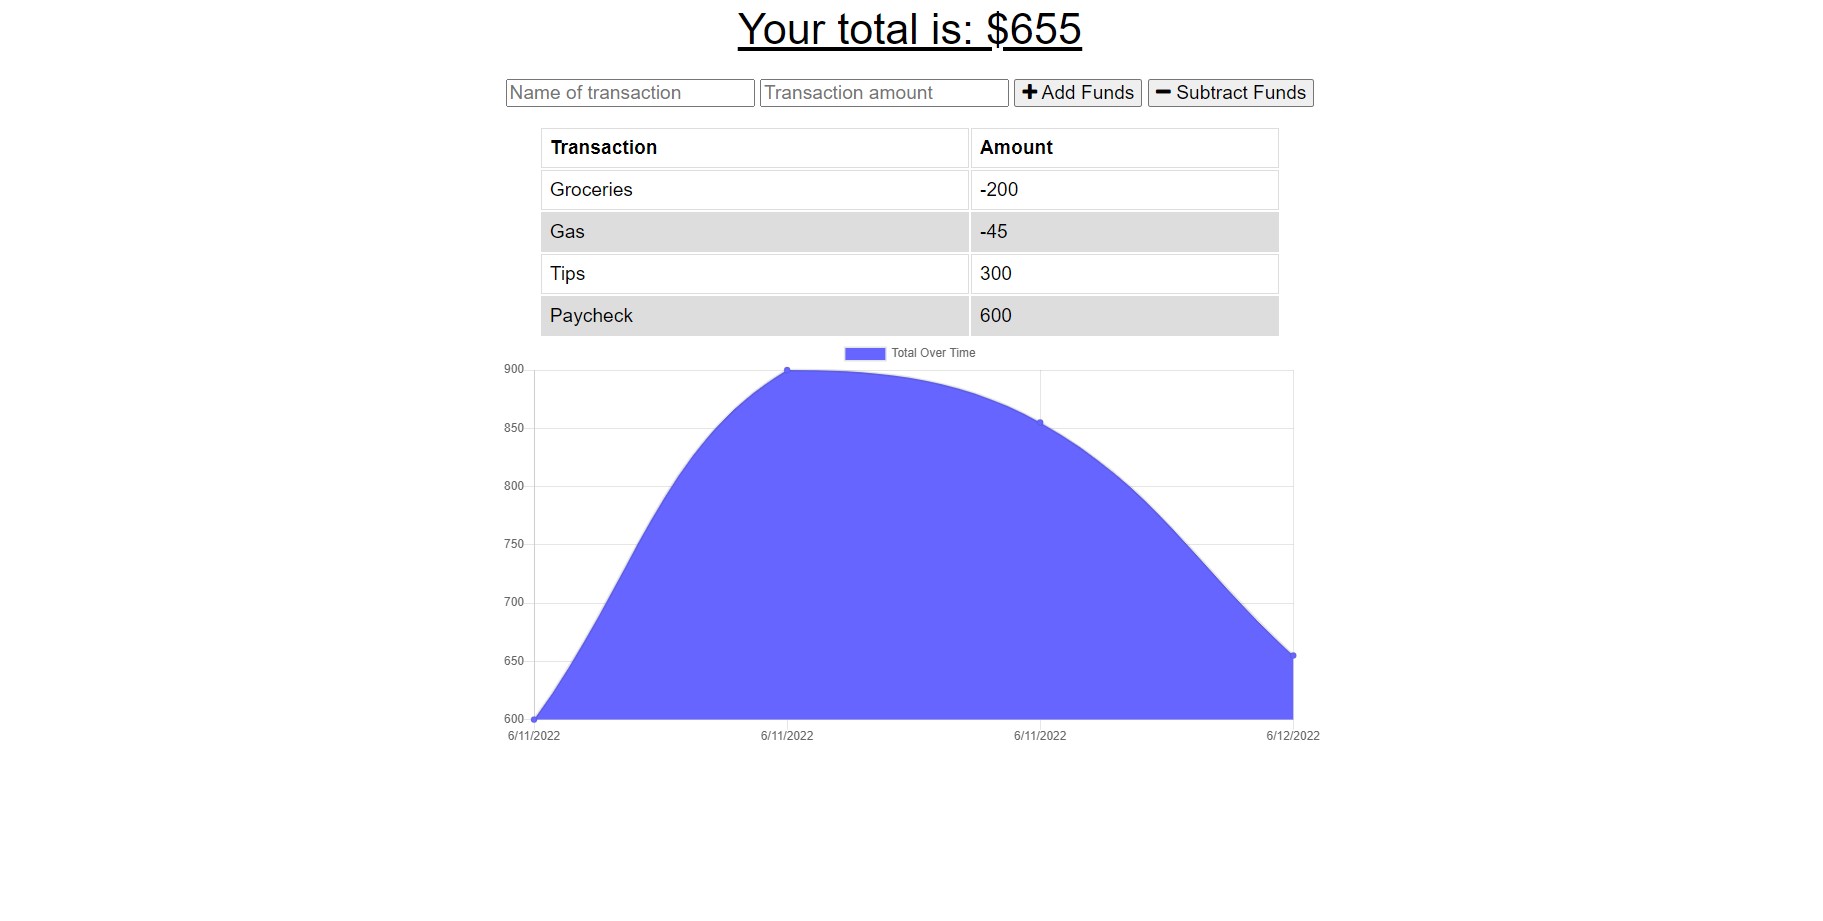 Your total is: $655
Name of transaction Transaction amount Add Funds Subtract Funds
Transaction Amount
Groceries -200
Gas -45
Tips 300
Paycheck 600
Total Over Time
900
850
800
750
700
650
600
6/11/2022 6/11/2022 6/11/2022 6/12/2022